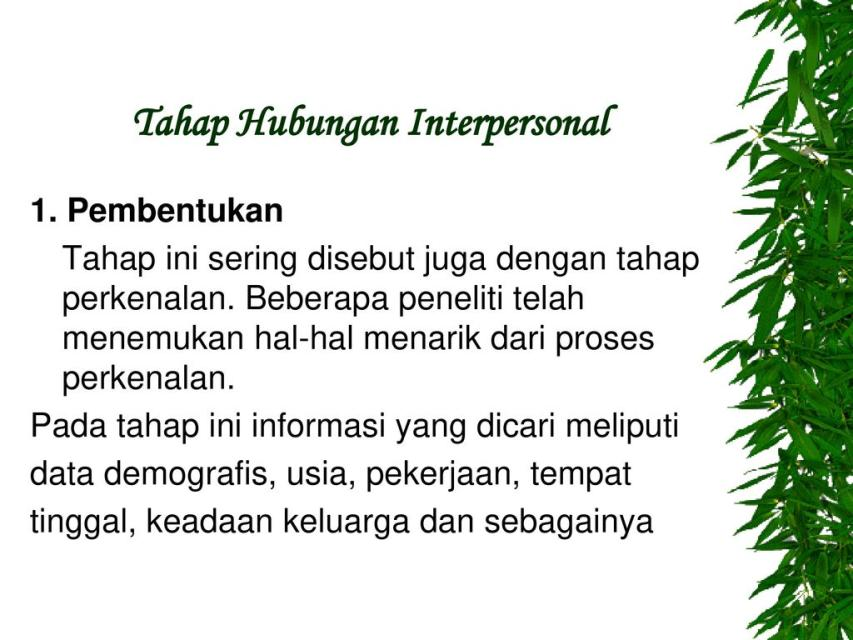 Tahap Hubungan Interpersonal
1. Pembentukan
Tahap ini sering disebut juga dengan tahap
perkenalan. Beberapa peneliti telah
menemukan hal-hal menarik dari proses
perkenalan.
Pada tahap ini informasi yang dicari meliputi
data demografis, usia, pekerjaan, tempat
tinggal, keadaan keluarga dan sebagainya